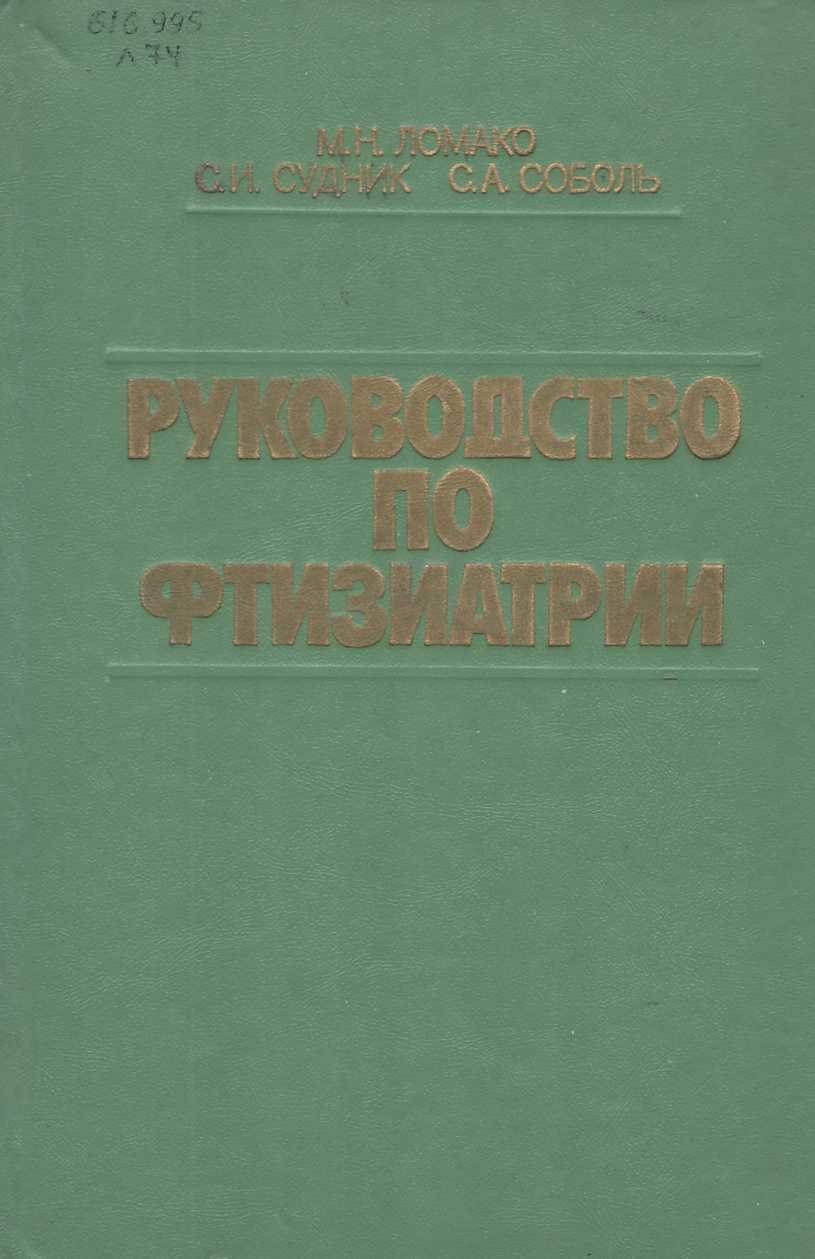 616.995
Л 74
М.Н. ЛОМАКО
С.И. СУДНИК С.А. СОБОЛЬ
РУКОВОДСТВО
ПО
ФТИЗИАТРИИ